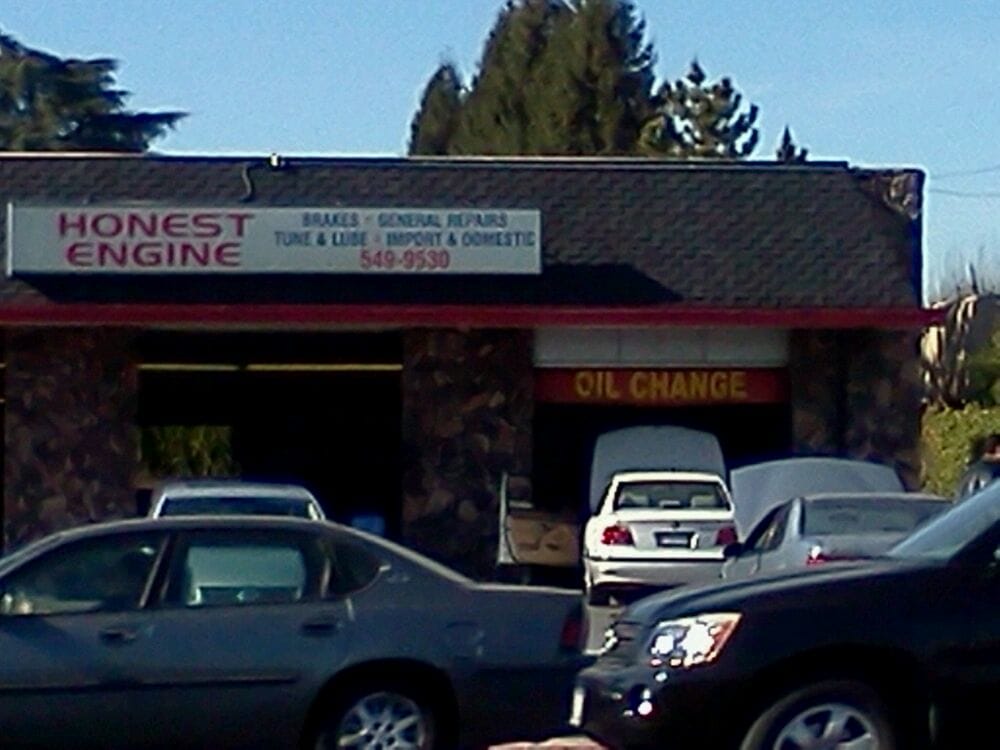 HONEST
ENGINE
BRAKES • GENERAL REPAIRS
TUNE & LUBE • IMPORT & DOMESTIC
549-9530
OIL CHANGE